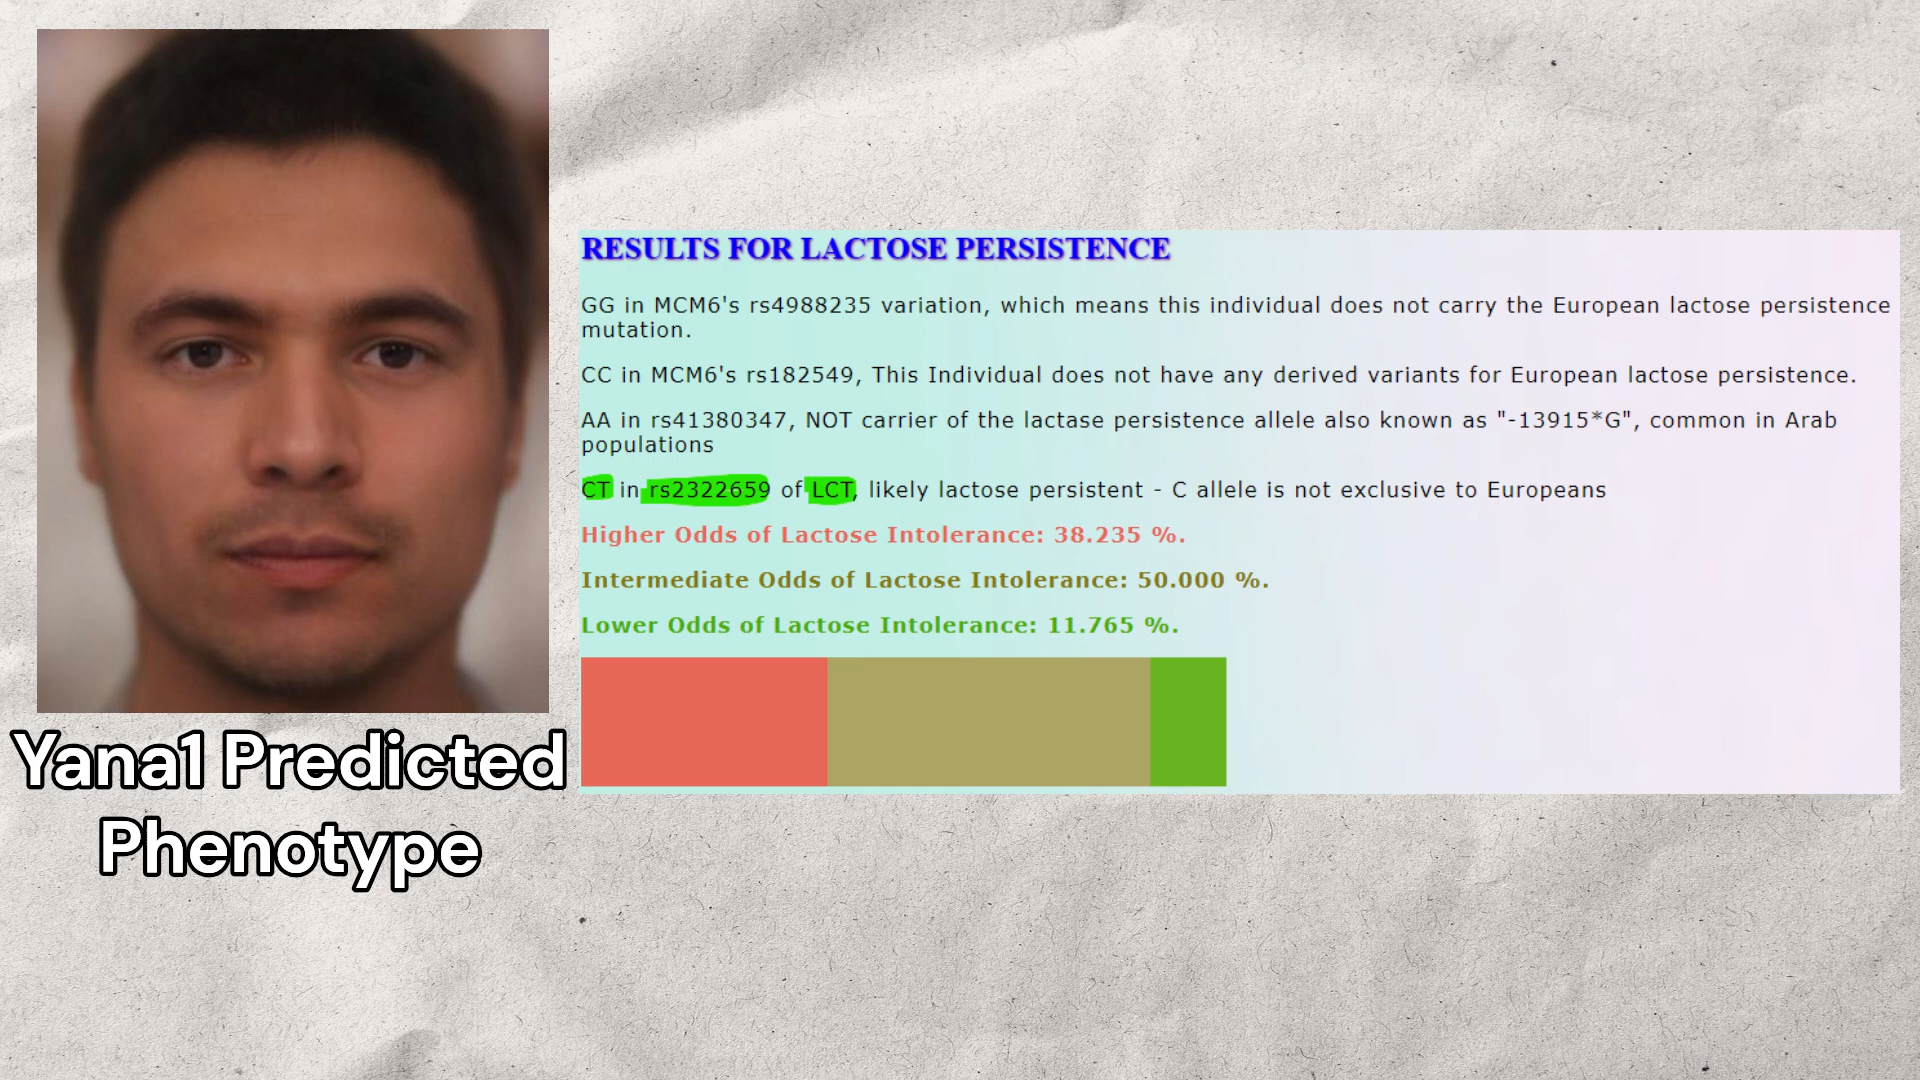 RESULTS FOR LACTOSE PERSISTENCE
GG in MCM6's rs4988235 variation, which means this individual does not carry the European lactose persistence
mutation.
CC in MCM6's rs182549, This Individual does not have any derived variants for European lactose persistence.
AA in rs41380347, NOT carrier of the lactase persistence allele also known as "-13915*G", common in Arab
populations
CT in rs2322659 of LCT, likely lactose persistent - C allele is not exclusive to Europeans
Higher Odds of Lactose Intolerance: 38.235 %.
Intermediate Odds of Lactose Intolerance: 50.000 %.
Lower Odds of Lactose Intolerance: 11.765 %.
Yana1 Predicted
Phenotype